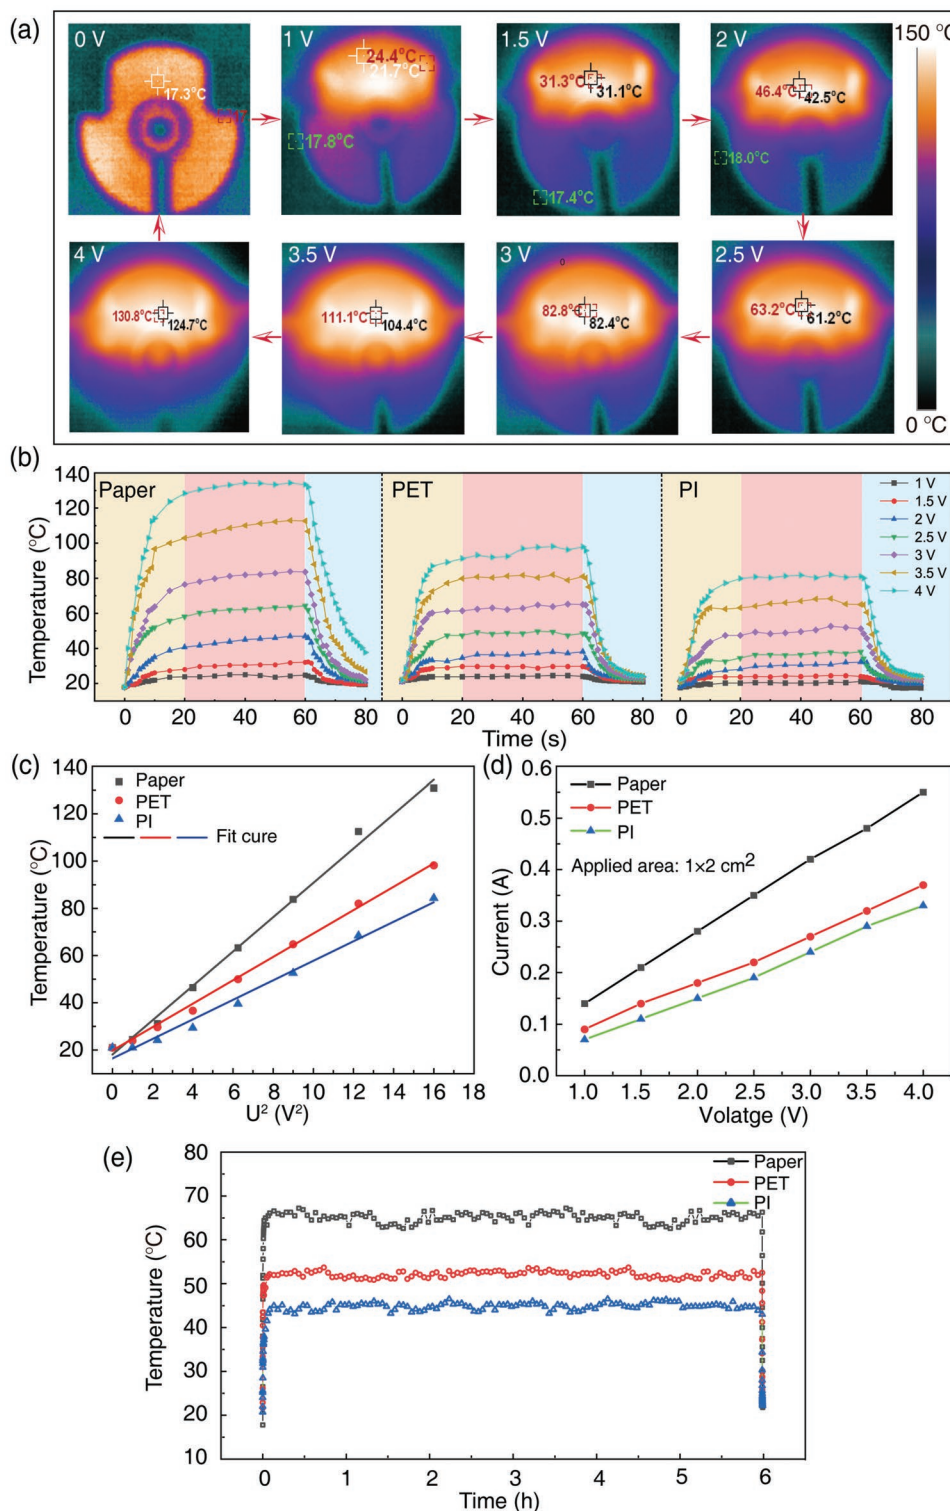 (a)
0 V
17.3°C
1 V
24.4°C
21.7°C
17.8°C
1.5 V
31.3°C
31.1°C
17.4°C
2 V
46.4°C
42.5°C
18.0°C
150 °C
4 V
130.8°C
124.7°C
3.5 V
111.1°C
104.4°C
3 V
0
82.8°C
82.4°C
2.5 V
63.2°C
61.2°C
0 °C
(b)
Temperature (°C)
140
120
100
80
60
40
20
Paper
PET
PI
1 V
1.5 V
2 V
2.5 V
3 V
3.5 V
4 V
0 20 40 60 80 0 20 40 60 80 0 20 40 60 80
Time (s)
(c)
Temperature (°C)
140
120
100
80
60
40
20
Paper
PET
PI
Fit cure
0 2 4 6 8 10 12 14 16 18
U² (V²)
(d)
Current (A)
0.6
0.5
0.4
0.3
0.2
0.1
0.0
Paper
PET
PI
Applied area: 1×2 cm²
1.0 1.5 2.0 2.5 3.0 3.5 4.0
Volatge (V)
(e)
Temperature (°C)
80
70
60
50
40
30
20
10
Paper
PET
PI
0 1 2 3 4 5 6
Time (h)